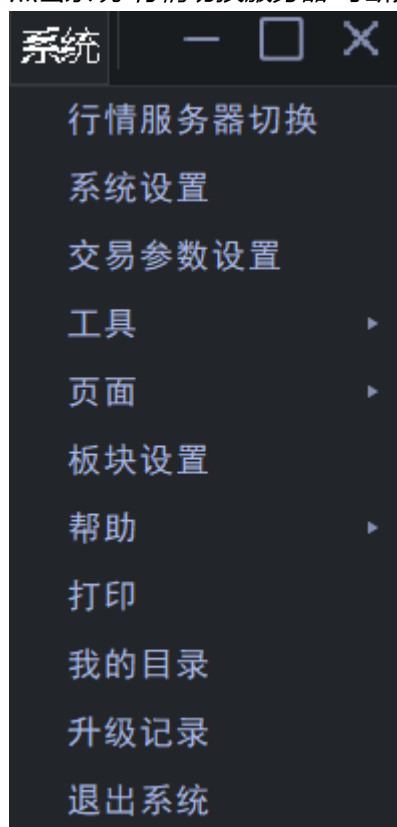 系统
行情服务器切换
系统设置
交易参数设置
工具
页面
板块设置
帮助
打印
我的目录
升级记录
退出系统